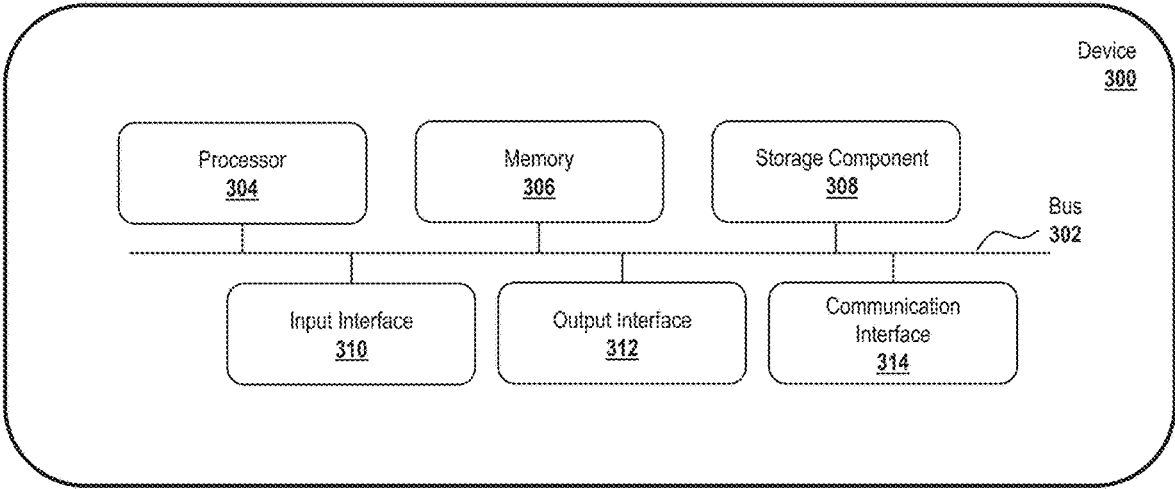 Device
300
Processor
304
Memory
306
Storage Component
308
Bus
302
Input Interface
310
Output Interface
312
Communication
Interface
314